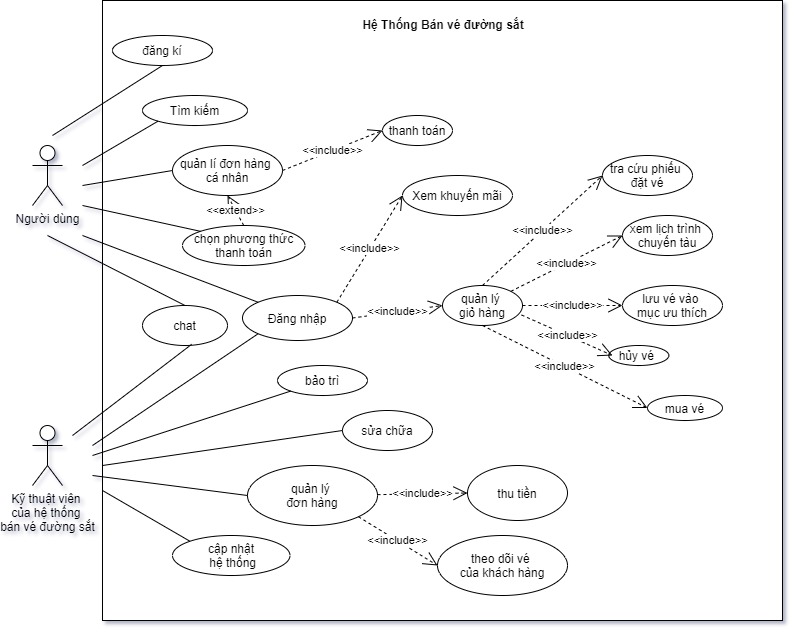 Hệ Thống Bán vé đường sắt
đăng kí
Tìm kiếm
thanh toán
<<include>>
quản lí đơn hàng
cá nhân
Người dùng
<<extend>>
chọn phương thức
thanh toán
Xem khuyến mãi
<<include>>
tra cứu phiếu
đặt vé
<<include>>
xem lịch trình
chuyến tàu
<<include>>
quản lý
giỏ hàng
<<include>>
lưu vé vào
mục ưu thích
<<include>>
Đăng nhập
<<include>>
chat
<<include>>
hủy vé
<<include>>
mua vé
bảo trì
sửa chữa
Kỹ thuật viên
của hệ thống
bán vé đường sắt
quản lý
đơn hàng
<<include>>
thu tiền
<<include>>
theo dõi vé
của khách hàng
cập nhật
hệ thống